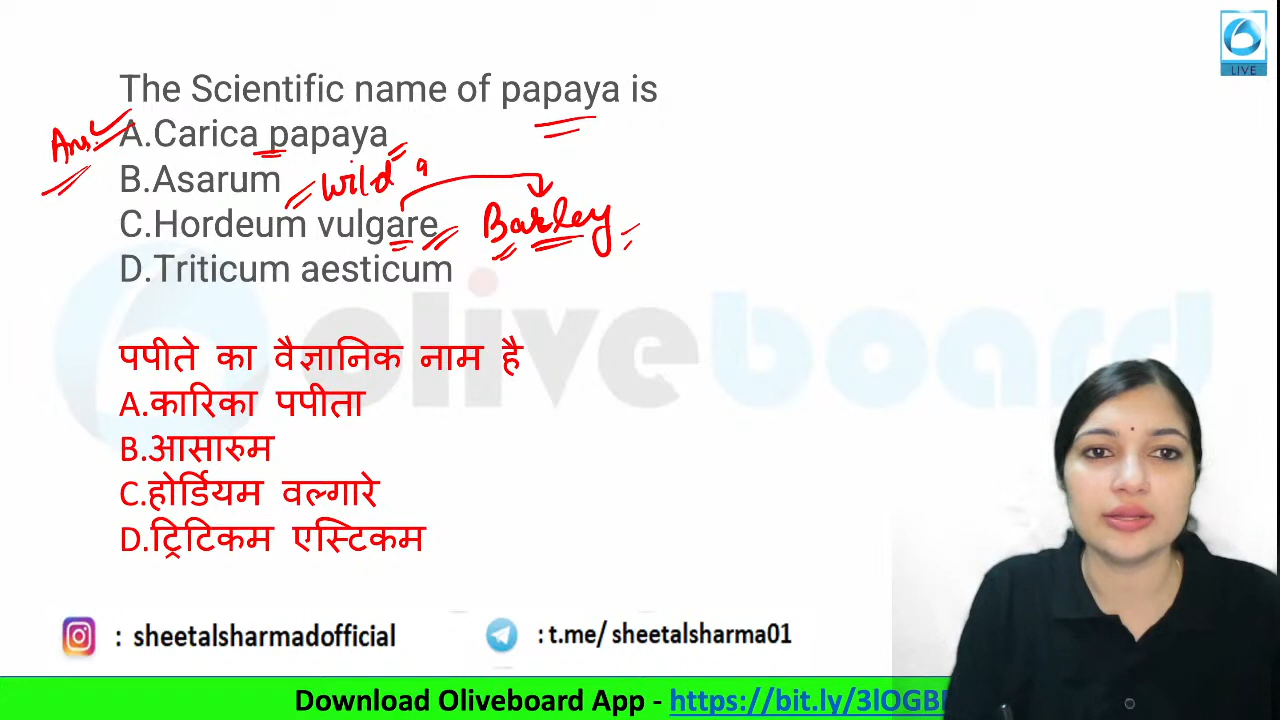 LIVE
The Scientific name of papaya is
Ans. A.Carica papaya
B.Asarum Wild
C.Hordeum vulgare Barley
D.Triticum aesticum
oliveboard
पपीते का वैज्ञानिक नाम है
A.कारिका पपीता
B.आसारुम
C.होर्डियम वल्गारे
D.ट्रिटिकम एस्टिकम
: sheetalsharmadofficial : t.me/ sheetalsharma01
Download Oliveboard App - https://bit.ly/3lOGB